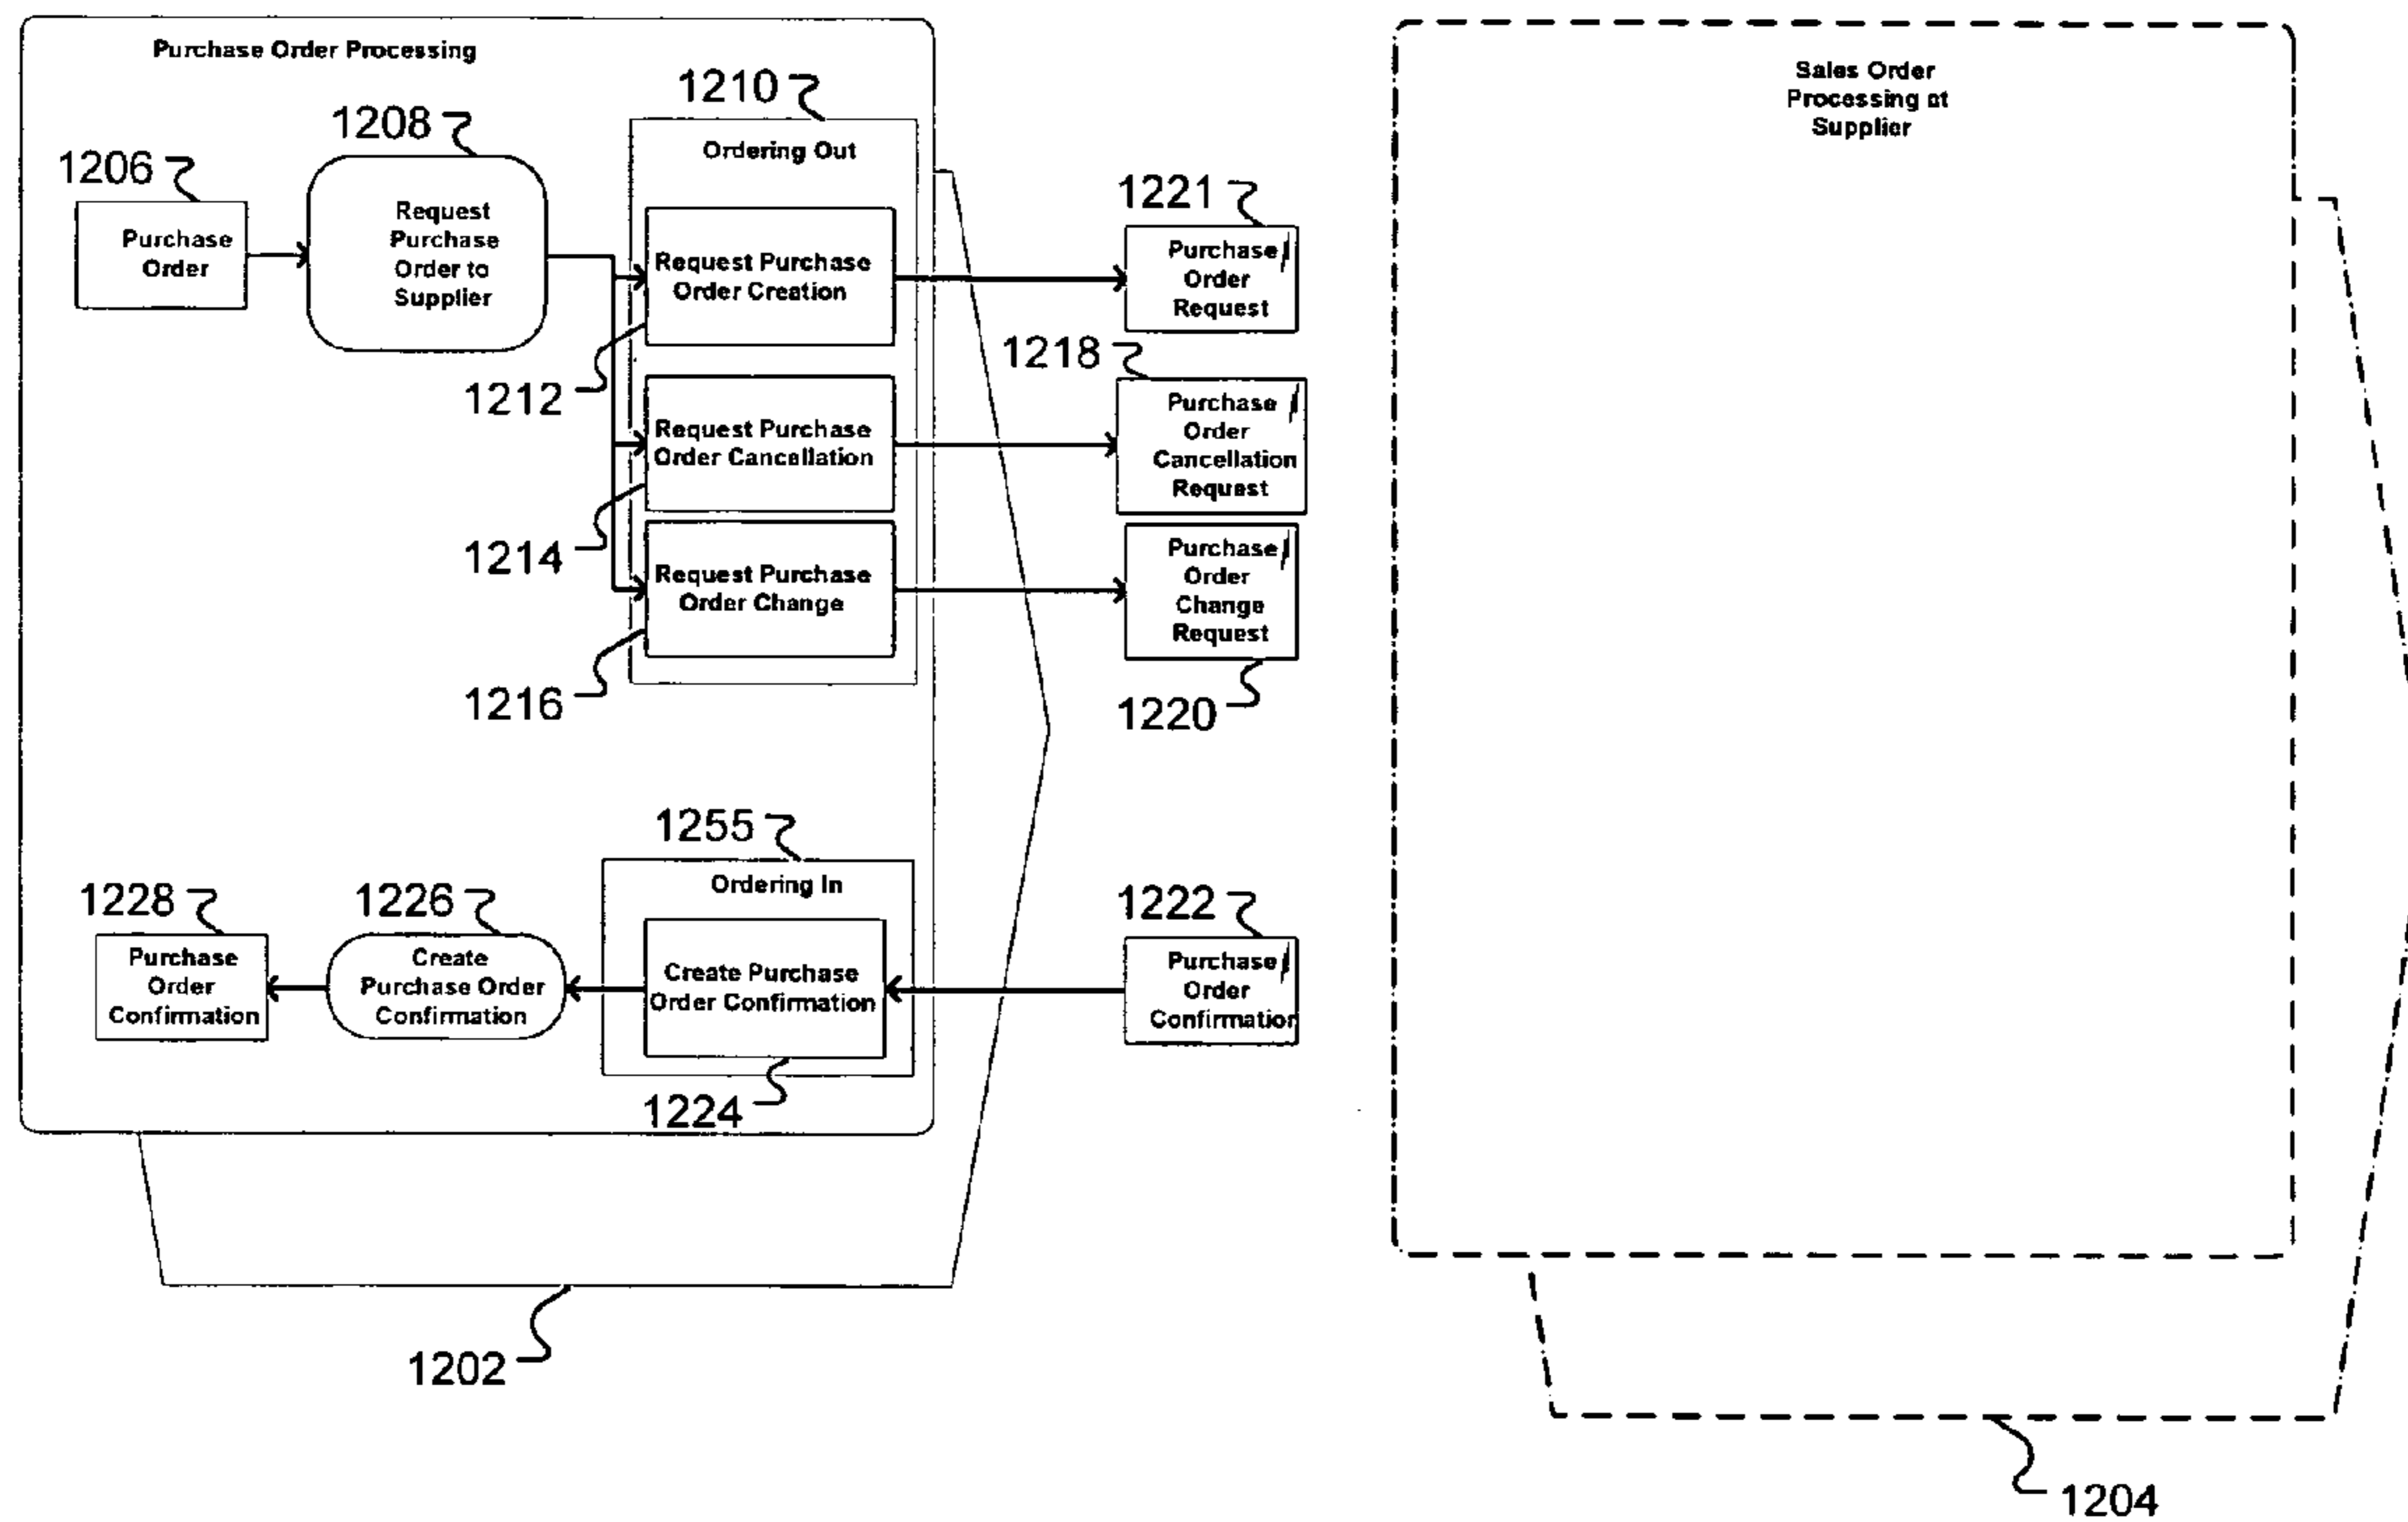 Purchase Order Processing
1206
Purchase
Order
1208
Request
Purchase
Order to
Supplier
1210
Ordering Out
Request Purchase
Order Creation
1212
Request Purchase
Order Cancellation
1214
Request Purchase
Order Change
1216
1221
Purchase
Order
Request
1218
Purchase
Order
Cancellation
Request
Purchase
Order
Change
Request
1220
1228
Purchase
Order
Confirmation
1226
Create
Purchase Order
Confirmation
1255
Ordering In
Create Purchase
Order Confirmation
1224
1222
Purchase
Order
Confirmation
1202
Sales Order
Processing at
Supplier
1204